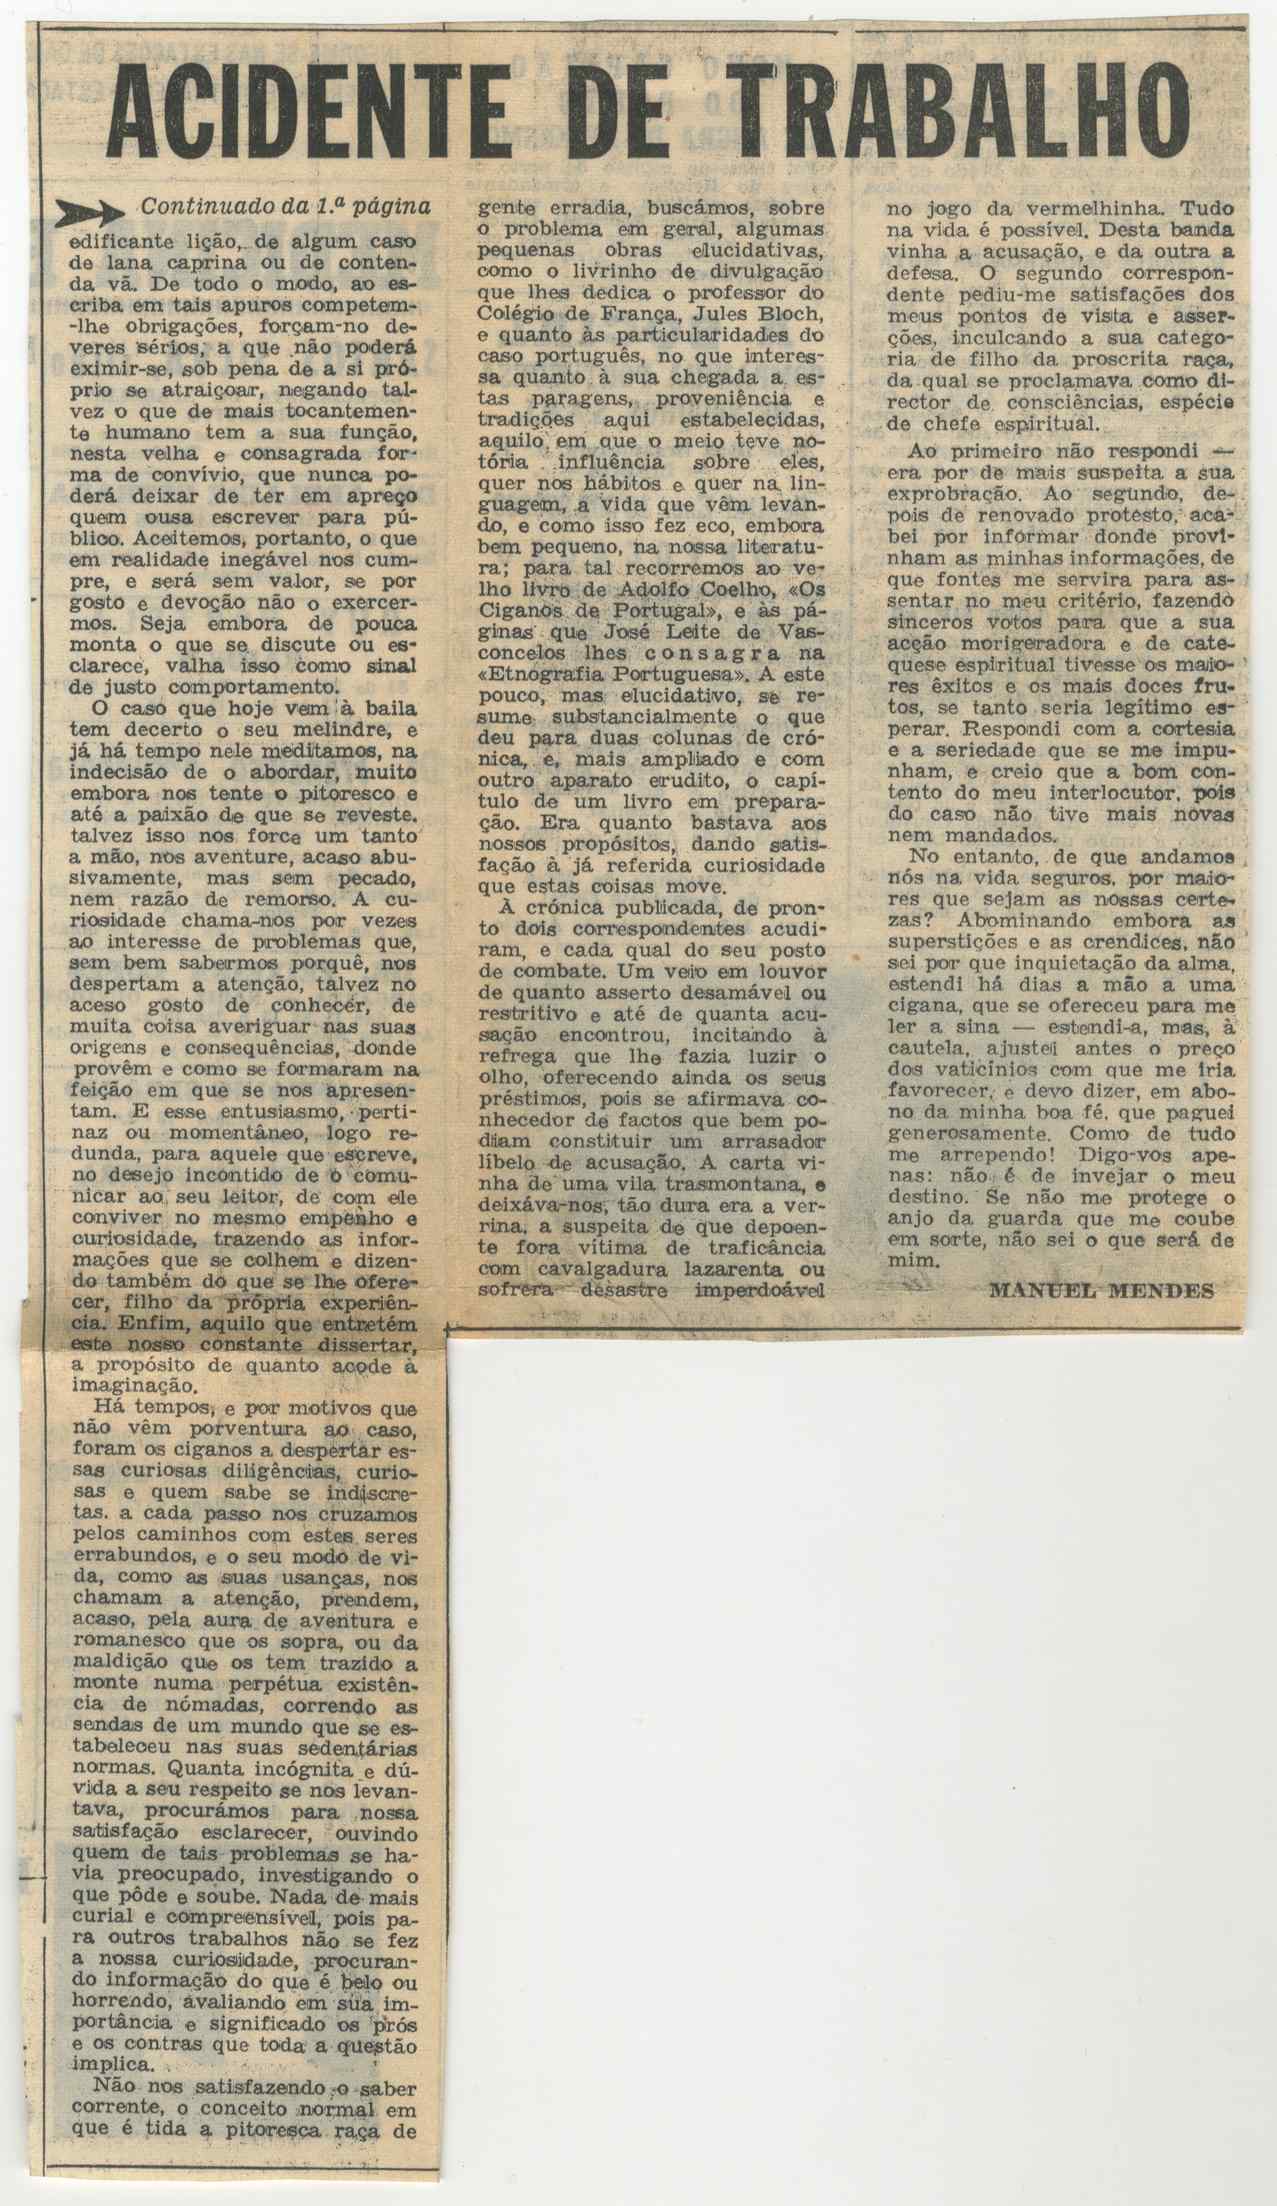 ACIDENTE DE TRABALHO
Continuado da 1.ª página
edificante lição, de algum caso
de lana caprina ou de conten-
da vã. De todo o modo, ao es-
criba em tais apuros competem-
-lhe obrigações, forçam-no de-
veres sérios, a que não poderá
eximir-se, sob pena de a si pró-
prio se atraiçoar, negando tal-
vez o que de mais tocantemen-
te humano tem a sua função,
nesta velha e consagrada for-
ma de convívio, que nunca po-
derá deixar de ter em apreço
quem ousa escrever para pú-
blico. Aceitemos, portanto, o que
em realidade inegável nos cum-
pre, e será sem valor, se por
gosto e devoção não o exercer-
mos. Seja embora de pouca
monta o que se discute ou es-
clarece, valha isso como sinal
de justo comportamento.
O caso que hoje vem à baila
tem decerto o seu melindre, e
já há tempo nele meditamos, na
indecisão de o abordar, muito
embora nos tente o pitoresco e
até a paixão de que se reveste.
talvez isso nos force um tanto
a mão, nos aventure, acaso abu-
sivamente, mas sem pecado,
nem razão de remorso. A cu-
riosidade chama-nos por vezes
ao interesse de problemas que,
sem bem sabermos porquê, nos
despertam a atenção, talvez no
aceso gosto de conhecer, de
muita coisa averiguar nas suas
origens e consequências, donde
provêm e como se formaram na
feição em que se nos apresen-
tam. E esse entusiasmo, perti-
naz ou momentâneo, logo re-
dunda, para aquele que escreve,
no desejo incontido de o comu-
nicar ao seu leitor, de com ele
conviver no mesmo empenho e
curiosidade, trazendo as infor-
mações que se colhem e dizen-
do também do que se lhe ofere-
cer, filho da própria experiên-
cia. Enfim, aquilo que entretém
este nosso constante dissertar,
a propósito de quanto acode à
imaginação.
Há tempos, e por motivos que
não vêm porventura ao caso,
foram os ciganos a despertar es-
sas curiosas diligências, curio-
sas e quem sabe se indiscre-
tas. a cada passo nos cruzamos
pelos caminhos com estes seres
errabundos, e o seu modo de vi-
da, como as suas usanças, nos
chamam a atenção, prendem,
acaso, pela aura de aventura e
romanesco que os sopra, ou da
maldição que os tem trazido a
monte numa perpétua existên-
cia de nómadas, correndo as
sendas de um mundo que se es-
tabeleceu nas suas sedentárias
normas. Quanta incógnita e dú-
vida a seu respeito se nos levan-
tava, procurámos para nossa
satisfação esclarecer, ouvindo
quem de tais problemas se ha-
via preocupado, investigando o
que pôde e soube. Nada de mais
curial e compreensível, pois pa-
ra outros trabalhos não se fez
a nossa curiosidade, procuran-
do informação do que é belo ou
horrendo, avaliando em sua im-
portância e significado os prós
e os contras que toda a questão
implica.
Não nos satisfazendo o saber
corrente, o conceito normal em
que é tida a pitoresca raça de
gente erradia, buscámos, sobre
o problema em geral, algumas
pequenas obras elucidativas,
como o livrinho de divulgação
que lhes dedica o professor do
Colégio de França, Jules Bloch,
e quanto às particularidades do
caso português, no que interes-
sa quanto à sua chegada a es-
tas paragens, proveniência e
tradições aqui estabelecidas,
aquilo em que o meio teve no-
tória influência sobre eles,
quer nos hábitos e quer na lin-
guagem, a vida que vêm levan-
do, e como isso fez eco, embora
bem pequeno, na nossa literatu-
ra; para tal recorremos ao ve-
lho livro de Adolfo Coelho, «Os
Ciganos de Portugal», e às pá-
ginas que José Leite de Vas-
concelos lhes consagra na
«Etnografia Portuguesa». A este
pouco, mas elucidativo, se re-
sume substancialmente o que
deu para duas colunas de cró-
nica, e, mais ampliado e com
outro aparato erudito, o capí-
tulo de um livro em prepara-
ção. Era quanto bastava aos
nossos propósitos, dando satis-
fação à já referida curiosidade
que estas coisas move.
À crónica publicada, de pron-
to dois correspondentes acudi-
ram, e cada qual do seu posto
de combate. Um veio em louvor
de quanto asserto desamável ou
restritivo e até de quanta acu-
sação encontrou, incitando à
refrega que lhe fazia luzir o
olho, oferecendo ainda os seus
préstimos, pois se afirmava co-
nhecedor de factos que bem po-
diam constituir um arrasador
líbelo de acusação. A carta vi-
nha de uma vila trasmontana, e
deixáva-nos, tão dura era a ver-
rina, a suspeita de que depoen-
te fora vítima de traficância
com cavalgadura lazarenta ou
sofrera desastre imperdoável
no jogo da vermelhinha. Tudo
na vida é possível. Desta banda
vinha a acusação, e da outra a
defesa. O segundo correspon-
dente pediu-me satisfações dos
meus pontos de vista e asser-
ções, inculcando a sua catego-
ria de filho da proscrita raça,
da qual se proclamava como di-
rector de consciências, espécie
de chefe espiritual.
Ao primeiro não respondi —
era por de mais suspeita a sua
exprobração. Ao segundo, de-
pois de renovado protesto, aca-
bei por informar donde provi-
nham as minhas informações, de
que fontes me servira para as-
sentar no meu critério, fazendo
sinceros votos para que a sua
acção morigeradora e de cate-
quese espiritual tivesse os maio-
res êxitos e os mais doces fru-
tos, se tanto seria legítimo es-
perar. Respondi com a cortesia
e a seriedade que se me impu-
nham, e creio que a bom con-
tento do meu interlocutor, pois
do caso não tive mais novas
nem mandados.
No entanto, de que andamos
nós na vida seguros, por maio-
res que sejam as nossas certe-
zas? Abominando embora as
superstições e as crendices, não
sei por que inquietação da alma,
estendi há dias a mão a uma
cigana, que se ofereceu para me
ler a sina — estendi-a, mas, à
cautela, ajustei antes o preço
dos vaticínios com que me iria
favorecer, e devo dizer, em abo-
no da minha boa fé, que paguei
generosamente. Como de tudo
me arrependo! Digo-vos ape-
nas: não é de invejar o meu
destino. Se não me protege o
anjo da guarda que me coube
em sorte, não sei o que será de
mim.
MANUEL MENDES